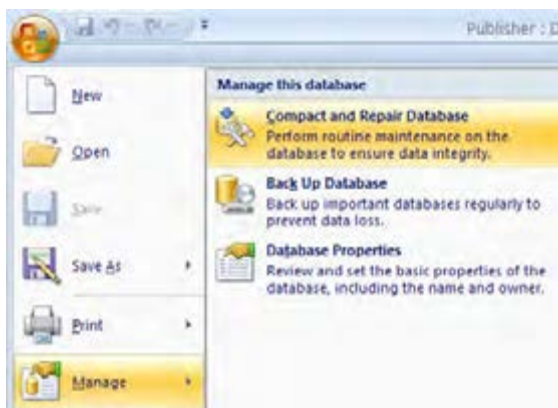 Publisher : D
New
Open
Save
Save As
Print
Manage
Manage this database
Compact and Repair Database
Perform routine maintenance on the
database to ensure data integrity.
Back Up Database
Back up important databases regularly to
prevent data loss.
Database Properties
Review and set the basic properties of the
database, including the name and owner.